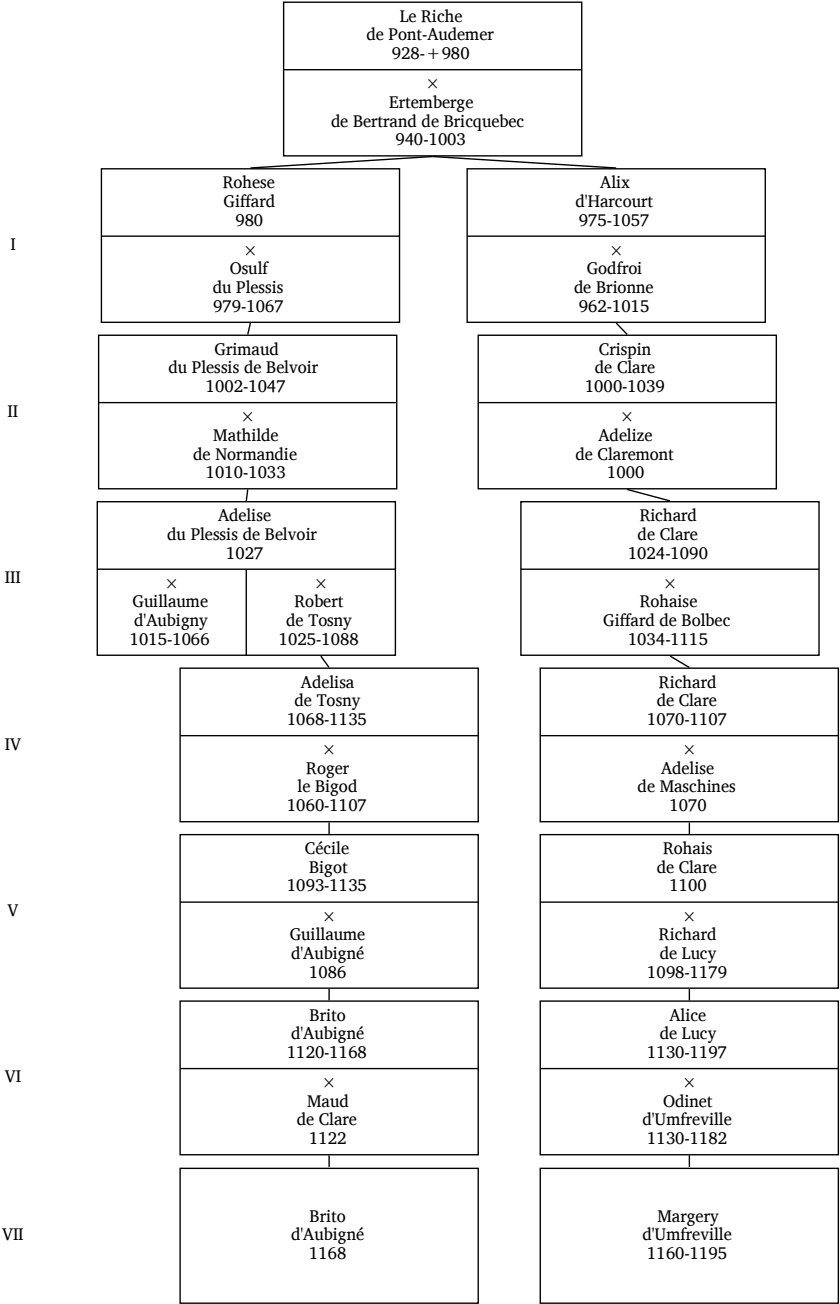 Le Riche
de Pont-Audemer
928-+980
×
Ertemberge
de Bertrand de Bricquebec
940-1003
I
Rohese
Giffard
980
×
Osulf
du Plessis
979-1067
Alix
d'Harcourt
975-1057
×
Godfroi
de Brionne
962-1015
II
Grimaud
du Plessis de Belvoir
1002-1047
×
Mathilde
de Normandie
1010-1033
Crispin
de Clare
1000-1039
×
Adelize
de Claremont
1000
III
Adelise
du Plessis de Belvoir
1027
×
Guillaume
d'Aubigny
1015-1066
×
Robert
de Tosny
1025-1088
Richard
de Clare
1024-1090
×
Rohaise
Giffard de Bolbec
1034-1115
IV
Adelisa
de Tosny
1068-1135
×
Roger
le Bigod
1060-1107
Richard
de Clare
1070-1107
×
Adelise
de Maschines
1070
V
Cécile
Bigot
1093-1135
×
Guillaume
d'Aubigné
1086
Rohais
de Clare
1100
×
Richard
de Lucy
1098-1179
VI
Brito
d'Aubigné
1120-1168
×
Maud
de Clare
1122
Alice
de Lucy
1130-1197
×
Odinet
d'Umfreville
1130-1182
VII
Brito
d'Aubigné
1168
Margery
d'Umfreville
1160-1195